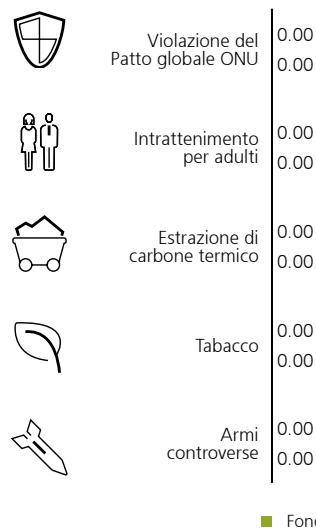 Violazione del
Patto globale ONU
0.00
0.00
Intrattenimento
per adulti
0.00
0.00
Estrazione di
carbone termico
0.00
0.00
Tabacco
0.00
0.00
Armi
controverse
0.00
0.00